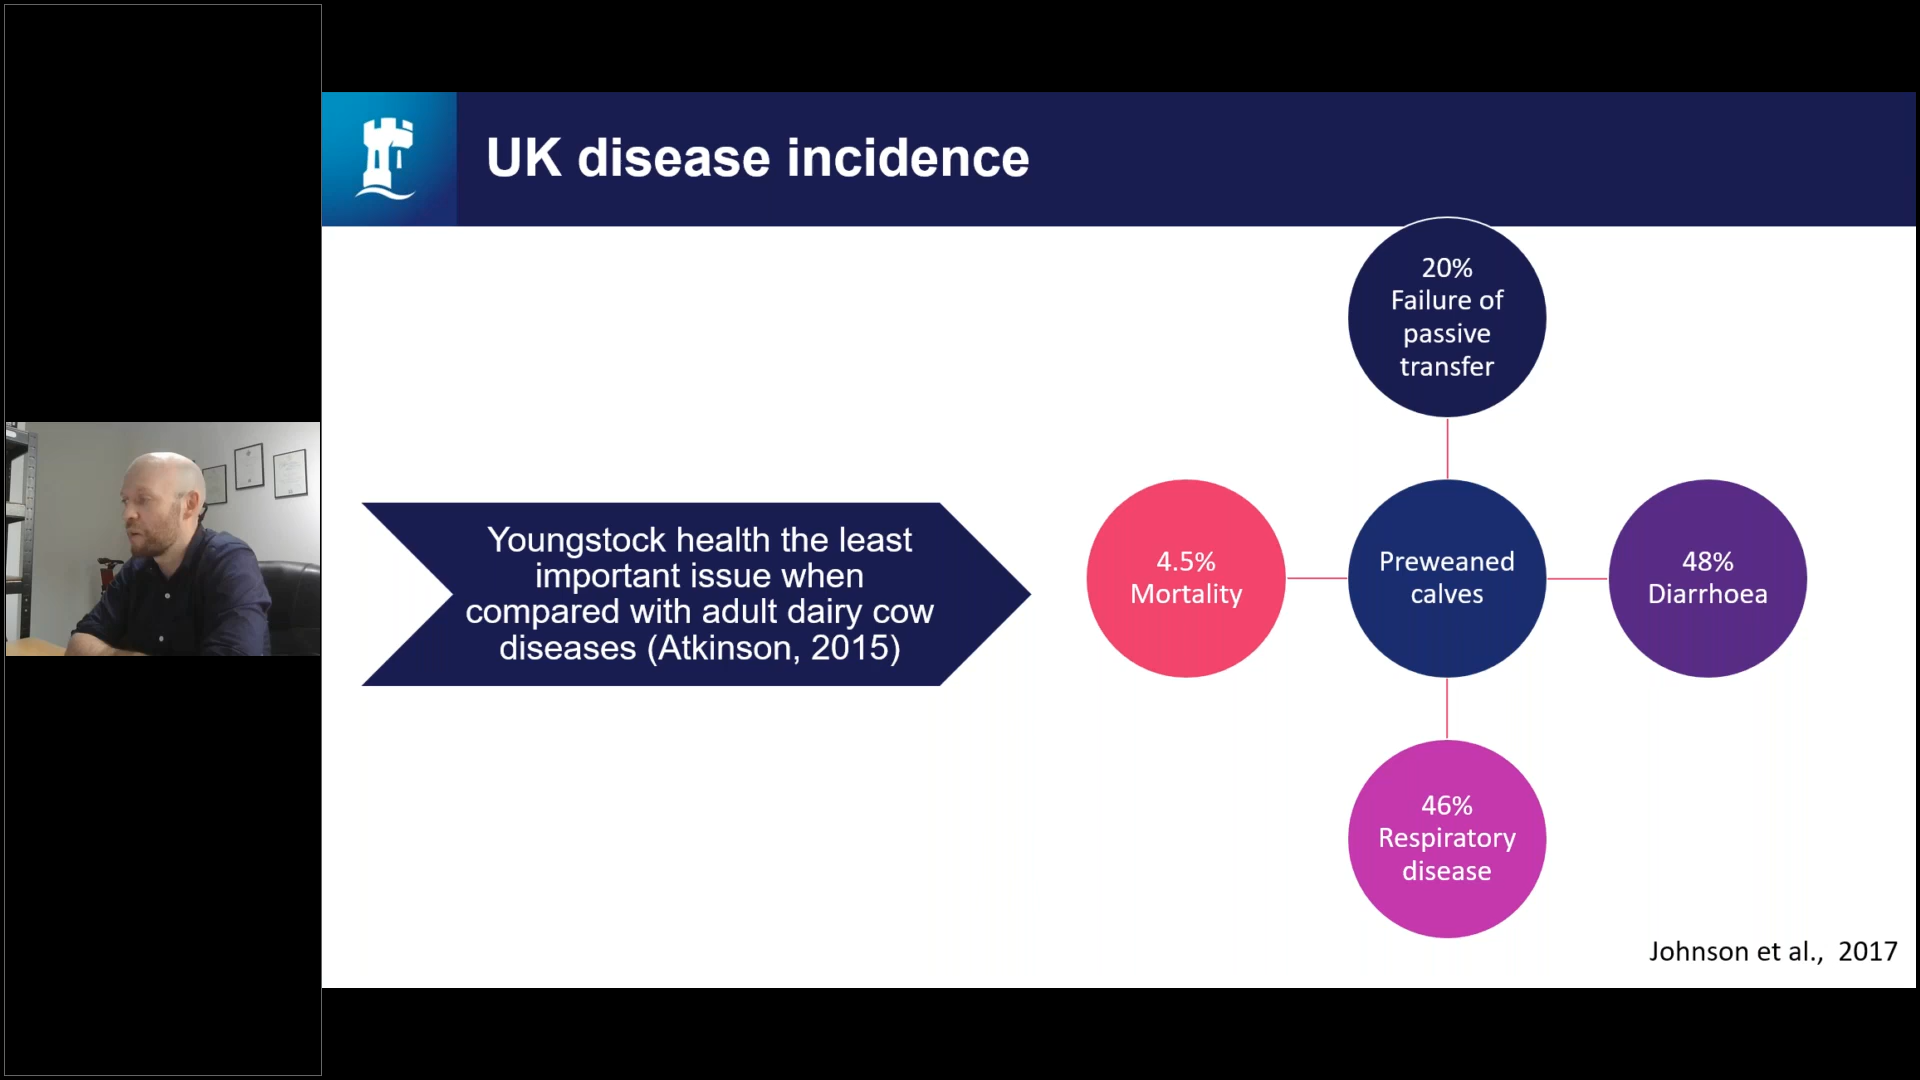 UK disease incidence
Youngstock health the least
important issue when
compared with adult dairy cow
diseases (Atkinson, 2015)
20%
Failure of
passive
transfer
4.5%
Mortality
Preweaned
calves
48%
Diarrhoea
46%
Respiratory
disease
Johnson et al., 2017